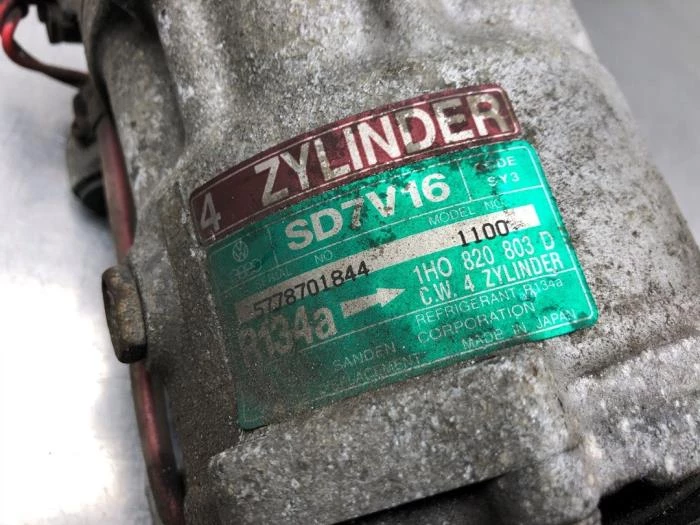 4 ZYLINDER
SD7V16
CODE
SY3
MODEL NO.
1100
NO
5778701844
1H0 820 803 D
C.W. 4 ZYLINDER
R134a
REFRIGERANT R134a
SANDEN CORPORATION
MADE IN JAPAN